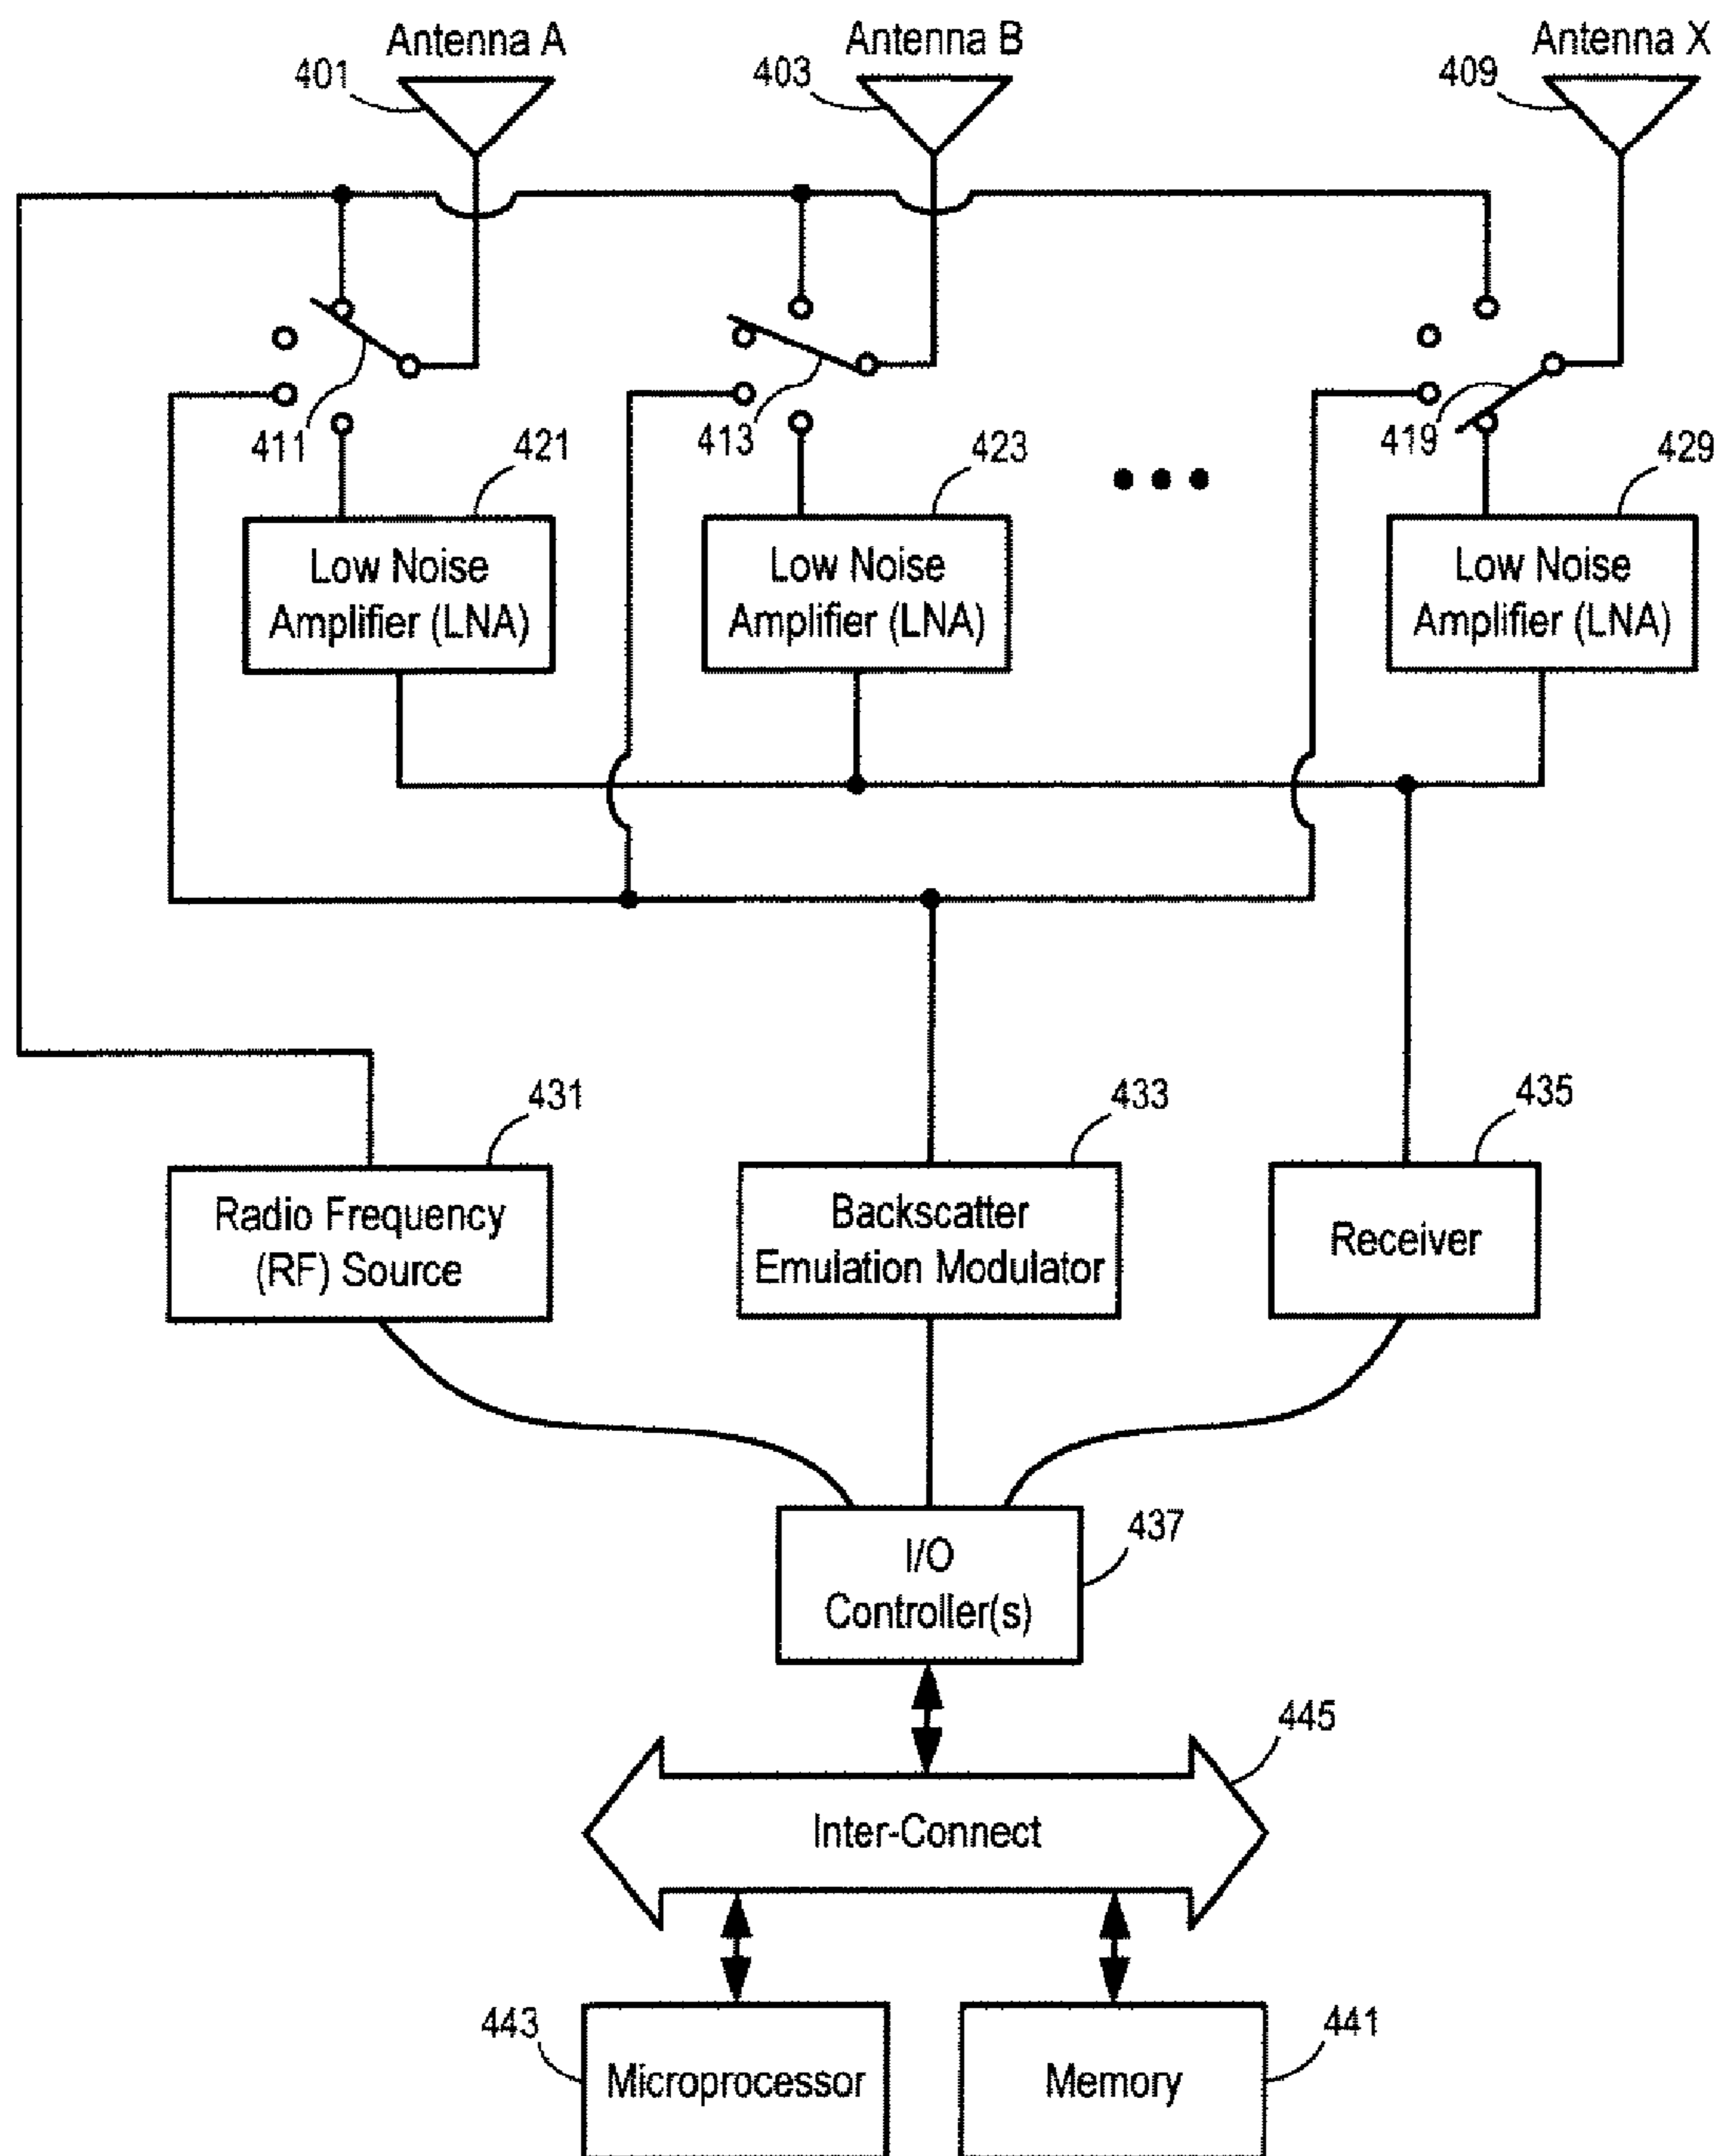 Antenna A
Antenna B
Antenna X
401
403
409
411
413
419
421
423
429
Low Noise
Amplifier (LNA)
Low Noise
Amplifier (LNA)
Low Noise
Amplifier (LNA)
431
433
435
Radio Frequency
(RF) Source
Backscatter
Emulation Modulator
Receiver
437
I/O
Controller(s)
445
Inter-Connect
443
441
Microprocessor
Memory